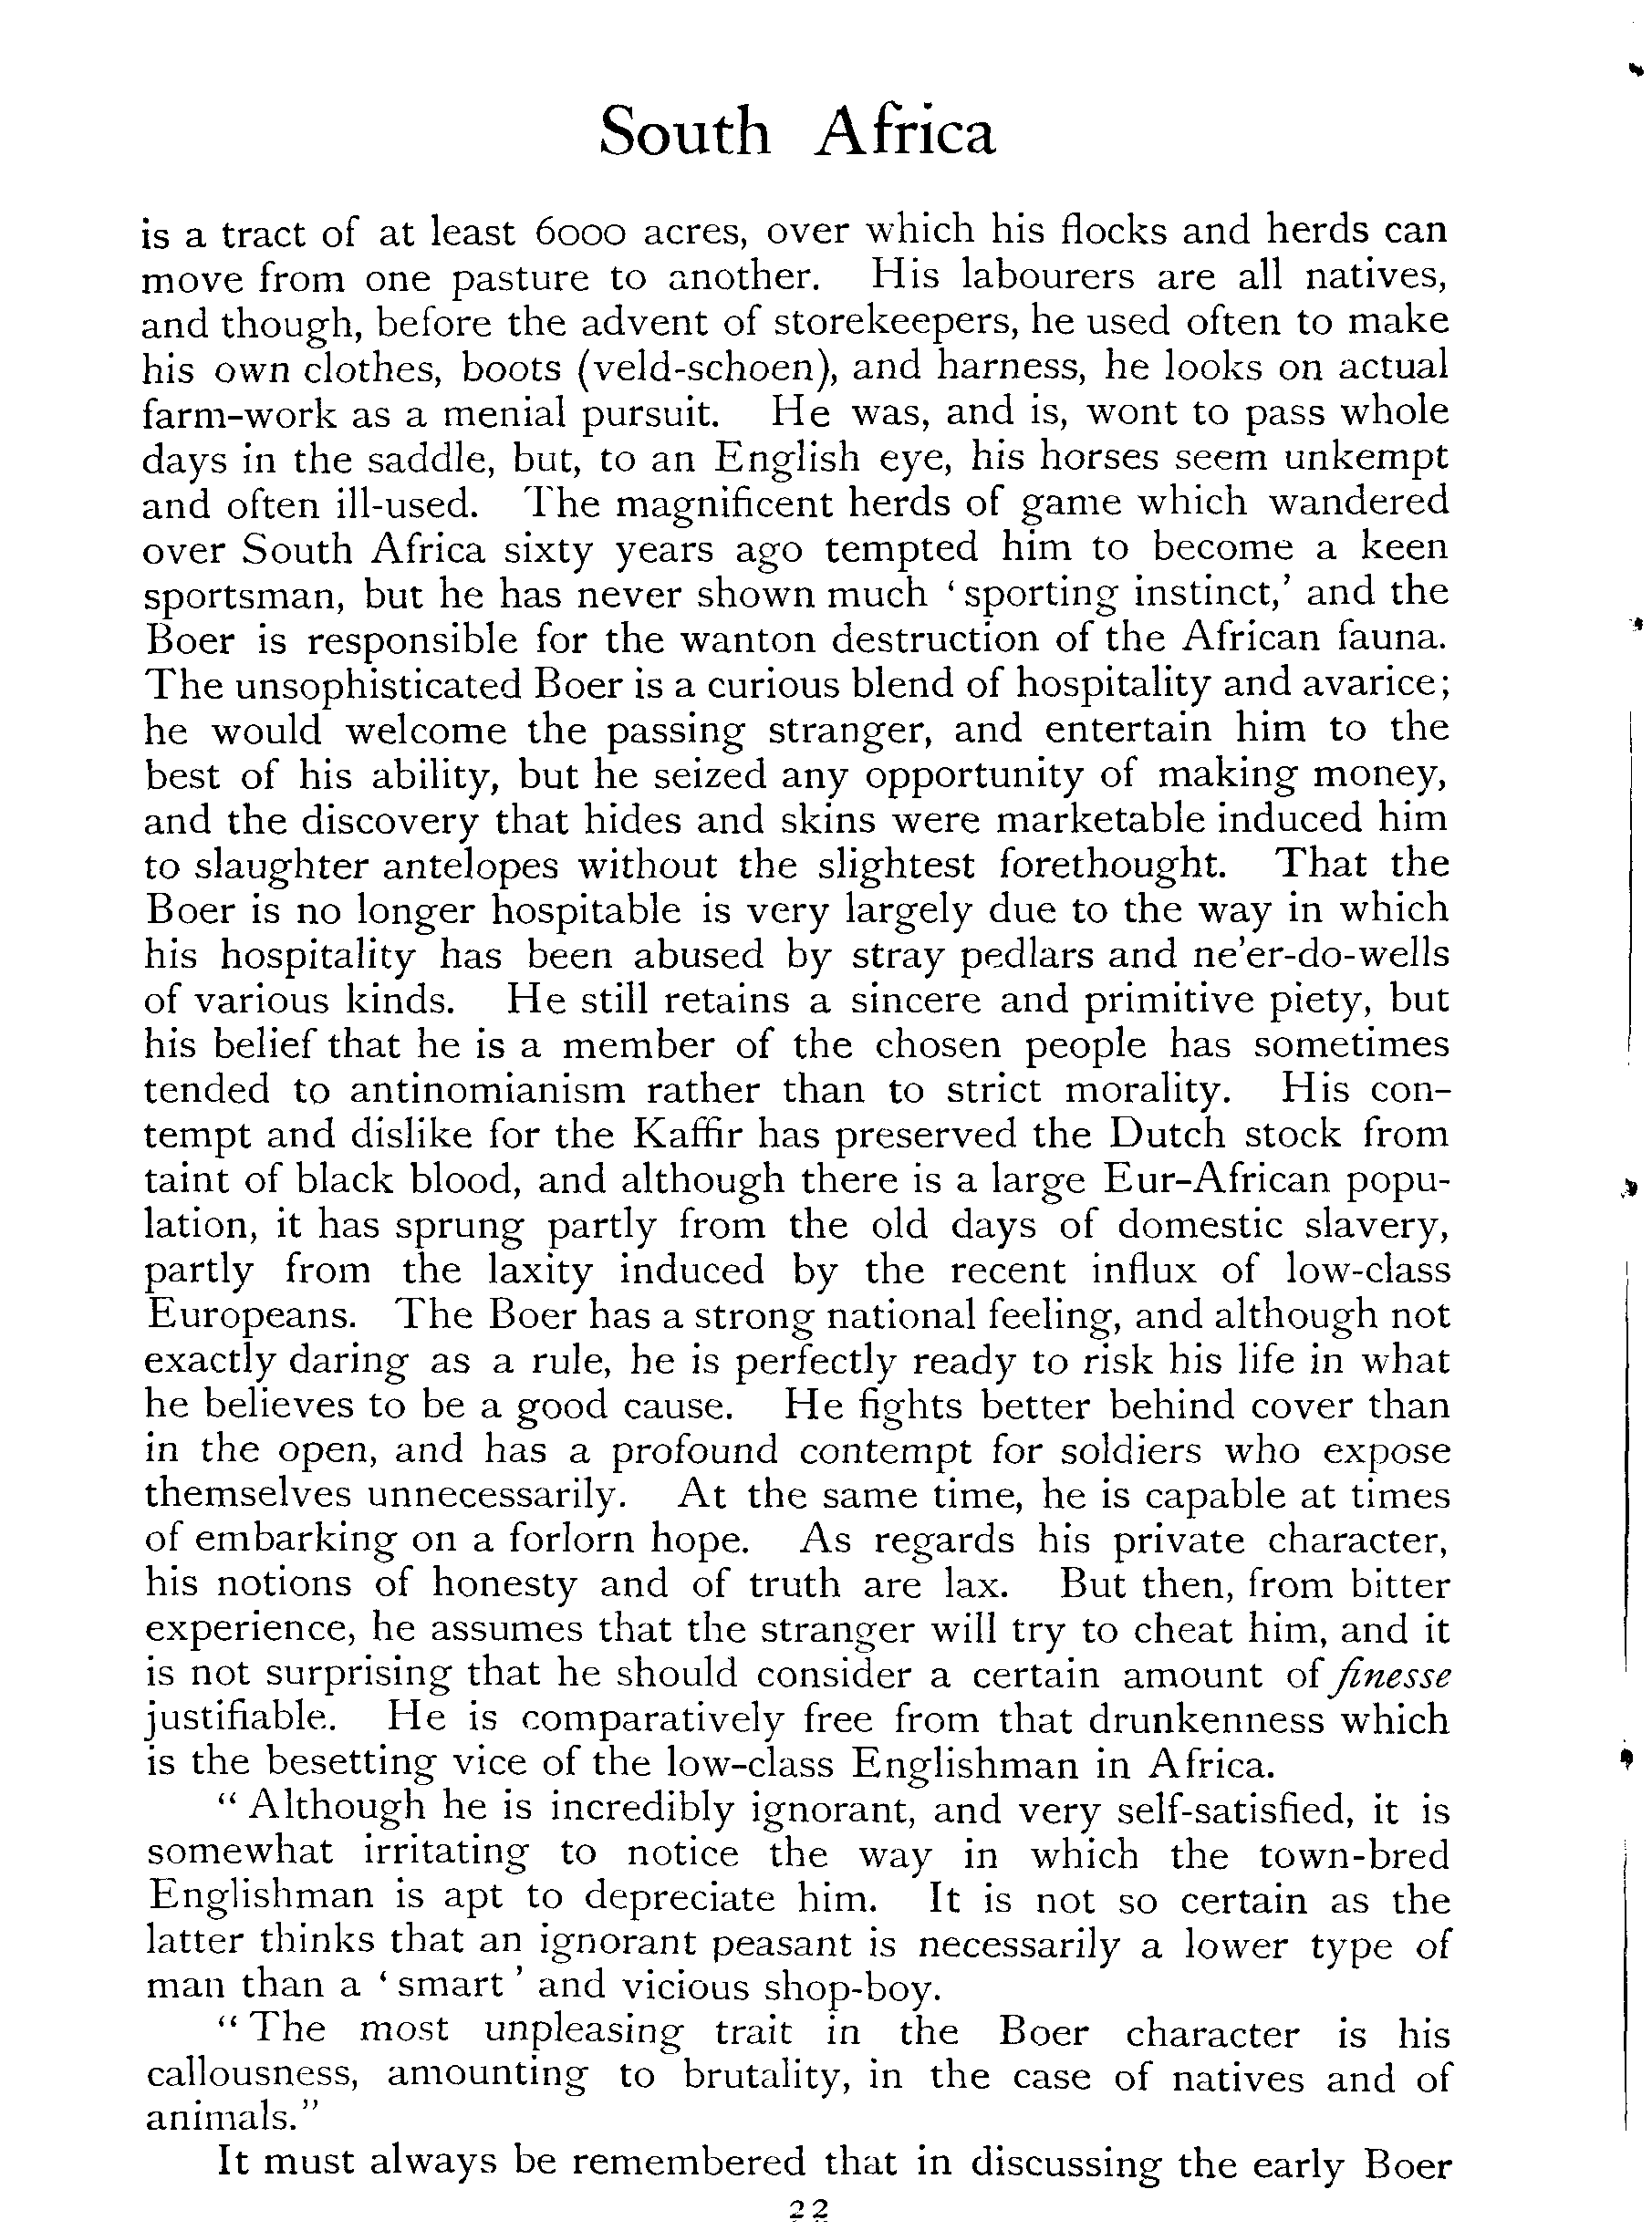 South Africa
is a tract of at least 6000 acres, over which his flocks and herds can
move from one pasture to another. His labourers are all natives,
and though, before the advent of storekeepers, he used often to make
his own clothes, boots (veld-schoen), and harness, he looks on actual
farm-work as a menial pursuit. He was, and is, wont to pass whole
days in the saddle, but, to an English eye, his horses seem unkempt
and often ill-used. The magnificent herds of game which wandered
over South Africa sixty years ago tempted him to become a keen
sportsman, but he has never shown much ‘sporting instinct,’ and the
Boer is responsible for the wanton destruction of the African fauna.
The unsophisticated Boer is a curious blend of hospitality and avarice;
he would welcome the passing stranger, and entertain him to the
best of his ability, but he seized any opportunity of making money,
and the discovery that hides and skins were marketable induced him
to slaughter antelopes without the slightest forethought. That the
Boer is no longer hospitable is very largely due to the way in which
his hospitality has been abused by stray pedlars and ne’er-do-wells
of various kinds. He still retains a sincere and primitive piety, but
his belief that he is a member of the chosen people has sometimes
tended to antinomianism rather than to strict morality. His con-
tempt and dislike for the Kaffir has preserved the Dutch stock from
taint of black blood, and although there is a large Eur-African popu-
lation, it has sprung partly from the old days of domestic slavery,
partly from the laxity induced by the recent influx of low-class
Europeans. The Boer has a strong national feeling, and although not
exactly daring as a rule, he is perfectly ready to risk his life in what
he believes to be a good cause. He fights better behind cover than
in the open, and has a profound contempt for soldiers who expose
themselves unnecessarily. At the same time, he is capable at times
of embarking on a forlorn hope. As regards his private character,
his notions of honesty and of truth are lax. But then, from bitter
experience, he assumes that the stranger will try to cheat him, and it
is not surprising that he should consider a certain amount of finesse
justifiable. He is comparatively free from that drunkenness which
is the besetting vice of the low-class Englishman in Africa.
“Although he is incredibly ignorant, and very self-satisfied, it is
somewhat irritating to notice the way in which the town-bred
Englishman is apt to depreciate him. It is not so certain as the
latter thinks that an ignorant peasant is necessarily a lower type of
man than a ‘smart’ and vicious shop-boy.
“The most unpleasing trait in the Boer character is his
callousness, amounting to brutality, in the case of natives and of
animals.”
It must always be remembered that in discussing the early Boer
22